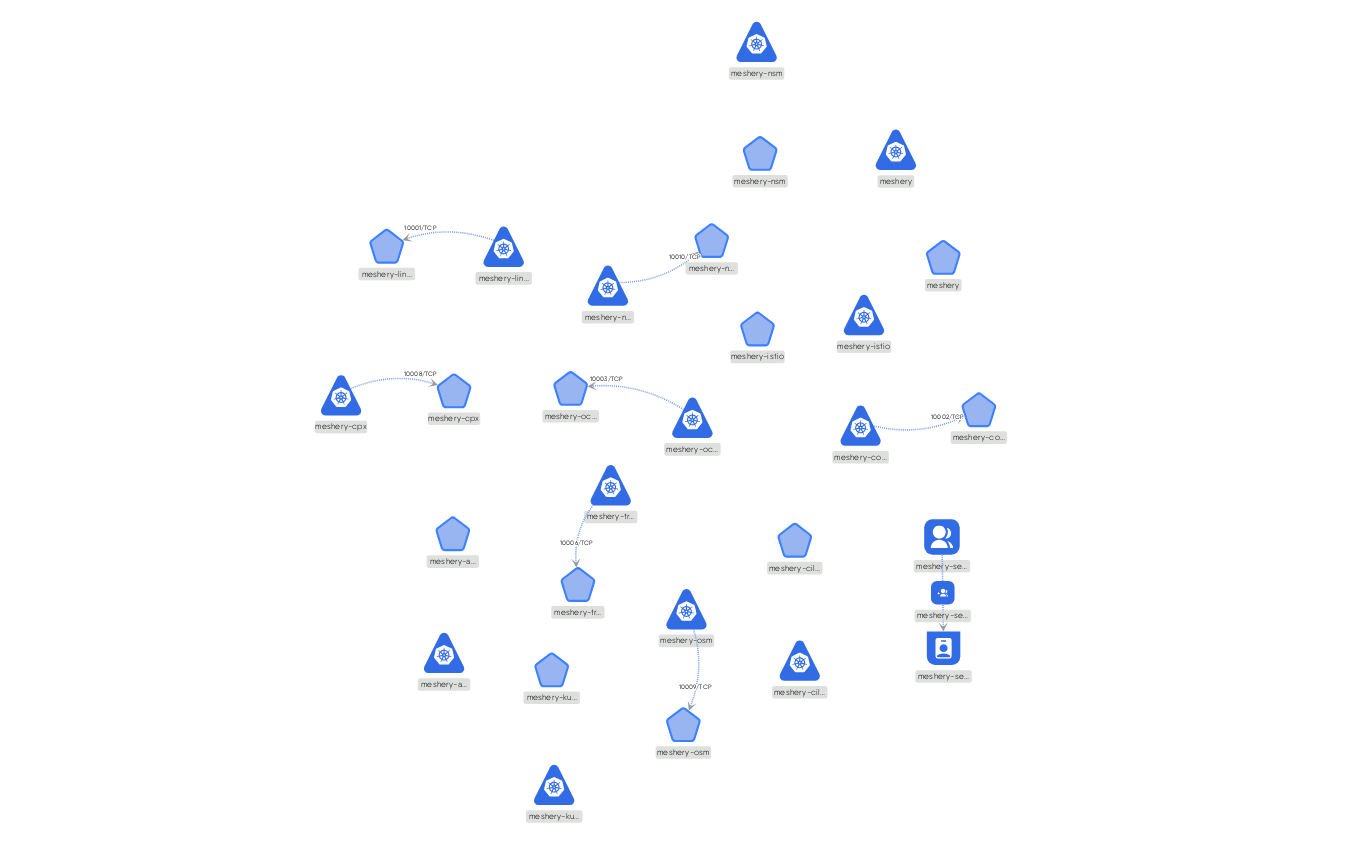 meshery-nsm
meshery-nsm
meshery
10001/TCP
meshery-lin...
meshery-lin...
10010/TCP
meshery-n...
meshery
meshery-n...
meshery-istio
meshery-istio
10008/TCP
meshery-cpx
meshery-cpx
10003/TCP
meshery-oc...
meshery-oc...
10002/TCP
meshery-co...
meshery-co...
meshery-tr...
10006/TCP
meshery-a...
meshery-cil...
meshery-se...
meshery-tr...
meshery-se...
meshery-osm
meshery-se...
meshery-a...
10009/TCP
meshery-cil...
meshery-ku...
meshery-osm
meshery-ku...